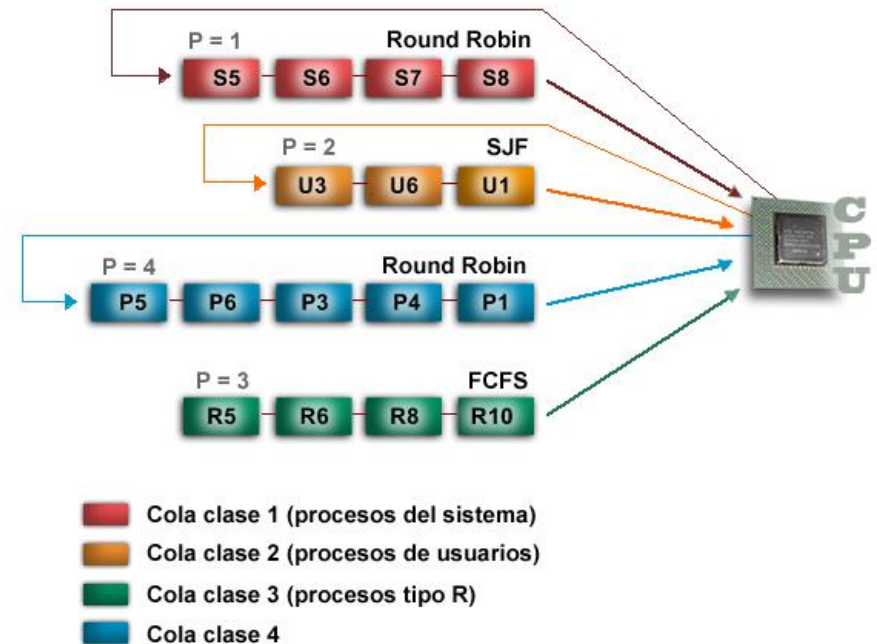 P = 1 Round Robin
S5 S6 S7 S8
P = 2 SJF
U3 U6 U1
CPU
P = 4 Round Robin
P5 P6 P3 P4 P1
P = 3 FCFS
R5 R6 R8 R10
Cola clase 1 (procesos del sistema)
Cola clase 2 (procesos de usuarios)
Cola clase 3 (procesos tipo R)
Cola clase 4